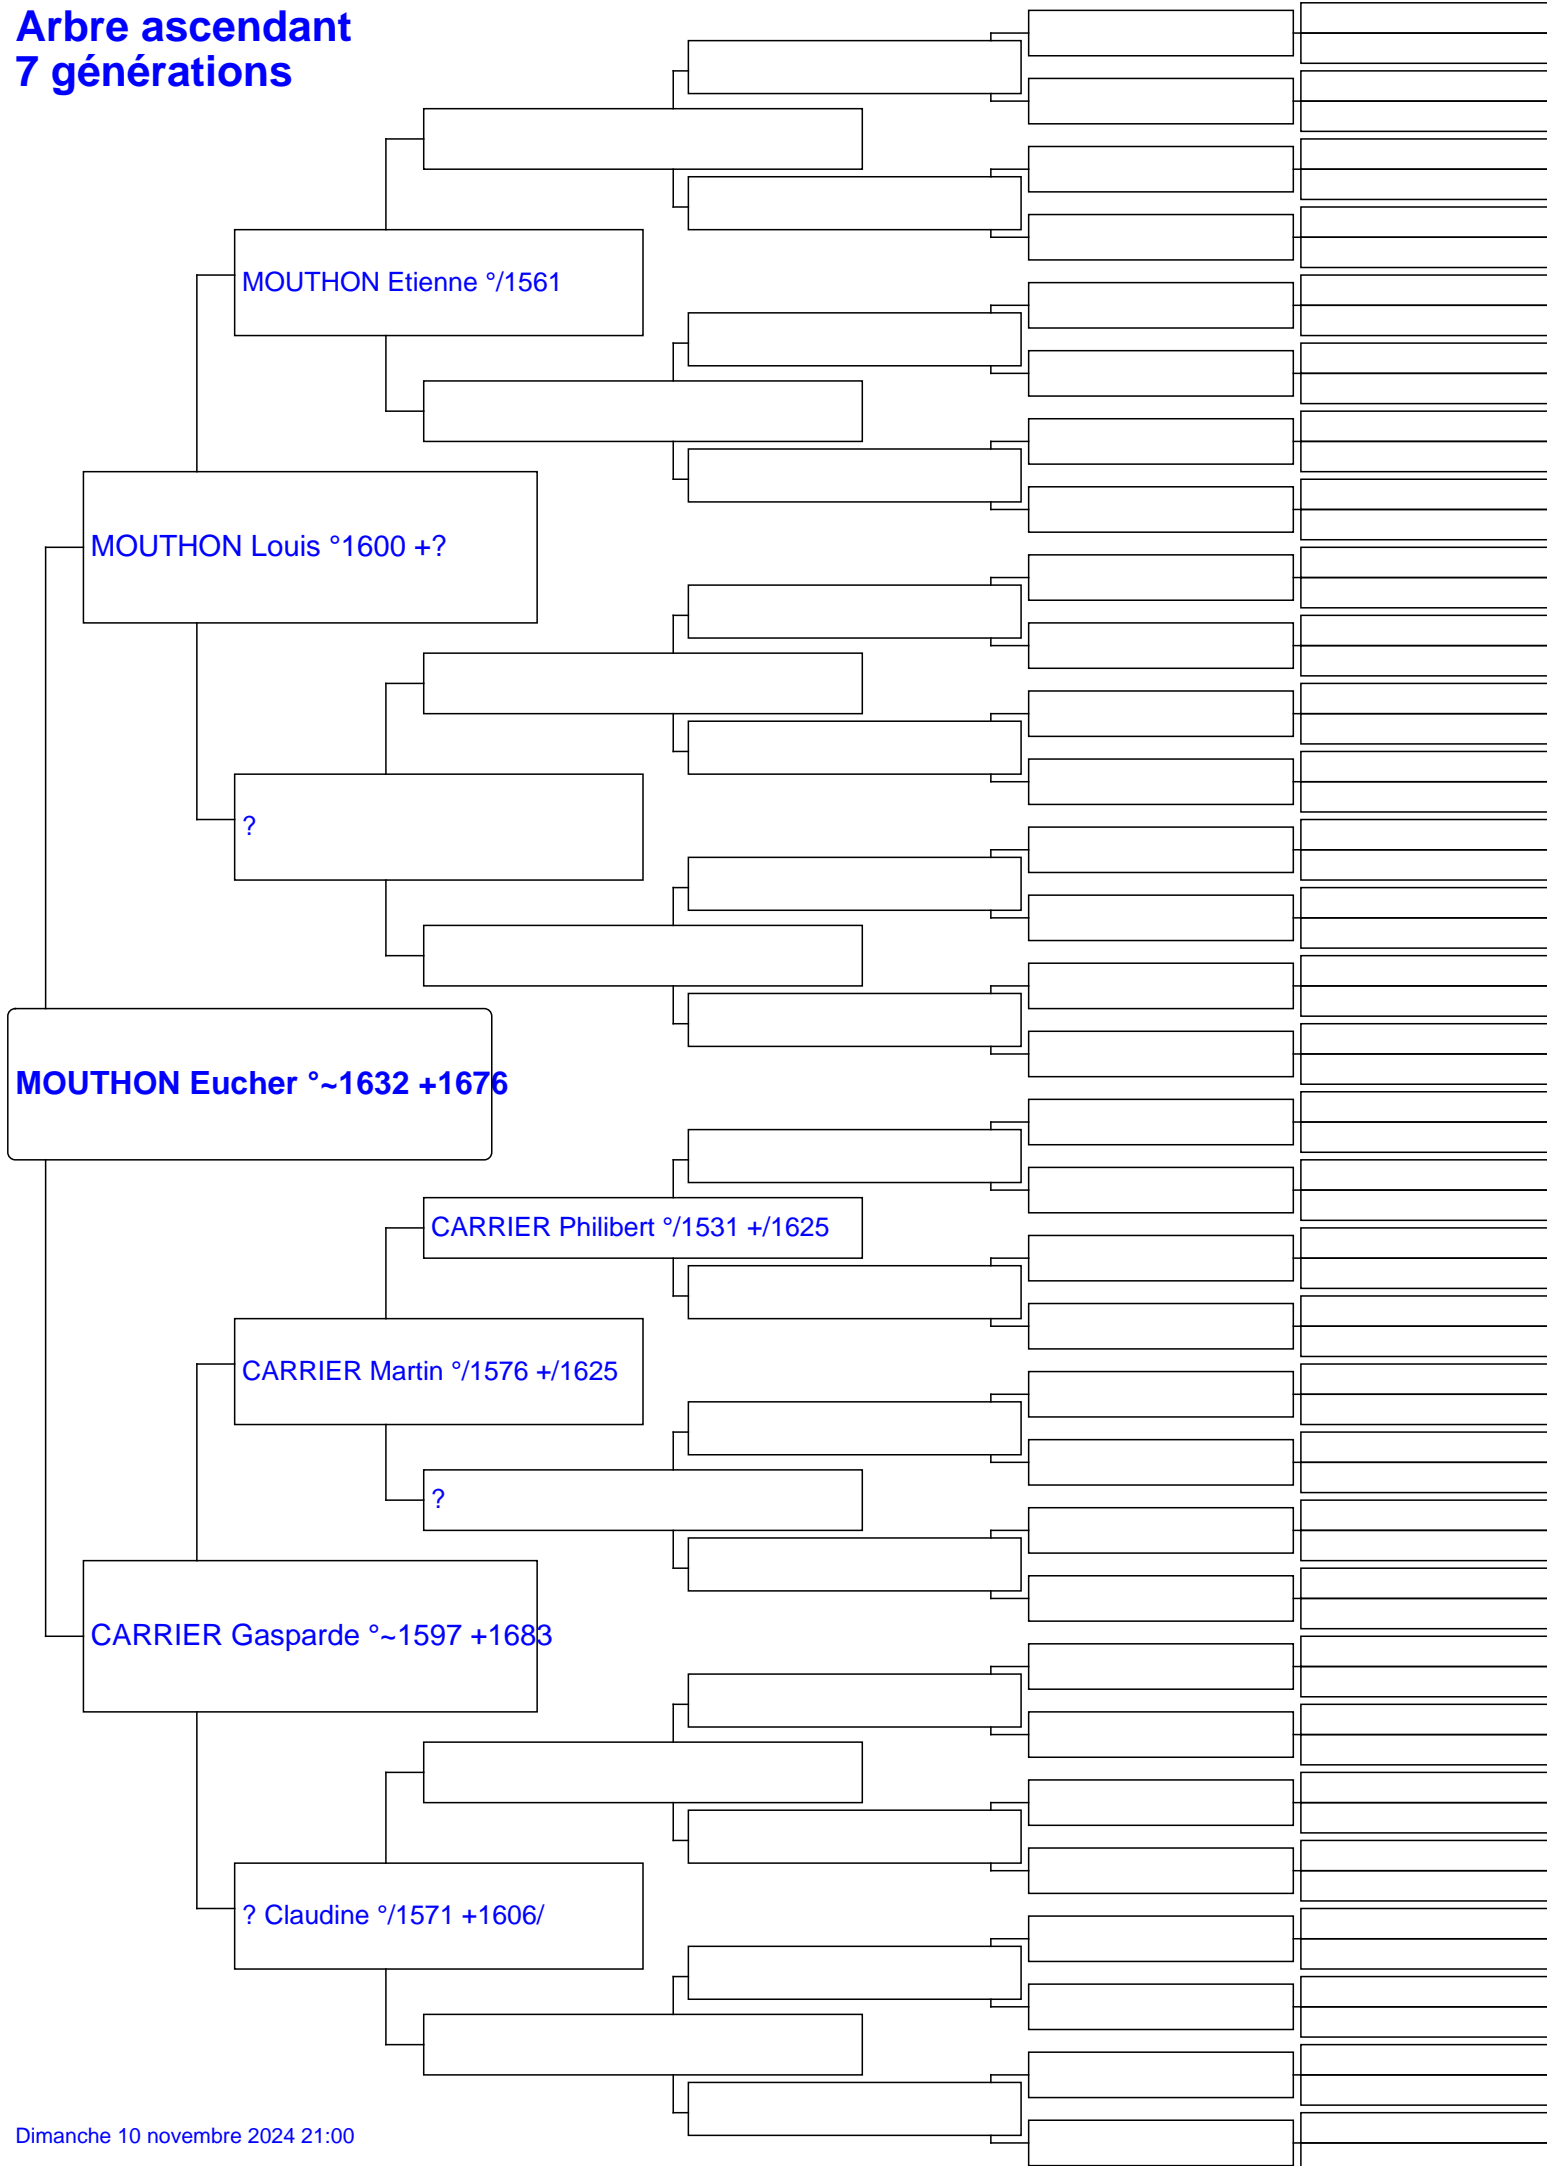 Arbre ascendant
7 générations
MOUTHON Etienne °/1561
MOUTHON Louis °1600 +?
?
MOUTHON Eucher °~1632 +1676
CARRIER Philibert °/1531 +/1625
CARRIER Martin °/1576 +/1625
?
CARRIER Gasparde °~1597 +1683
? Claudine °/1571 +1606/
Dimanche 10 novembre 2024 21:00